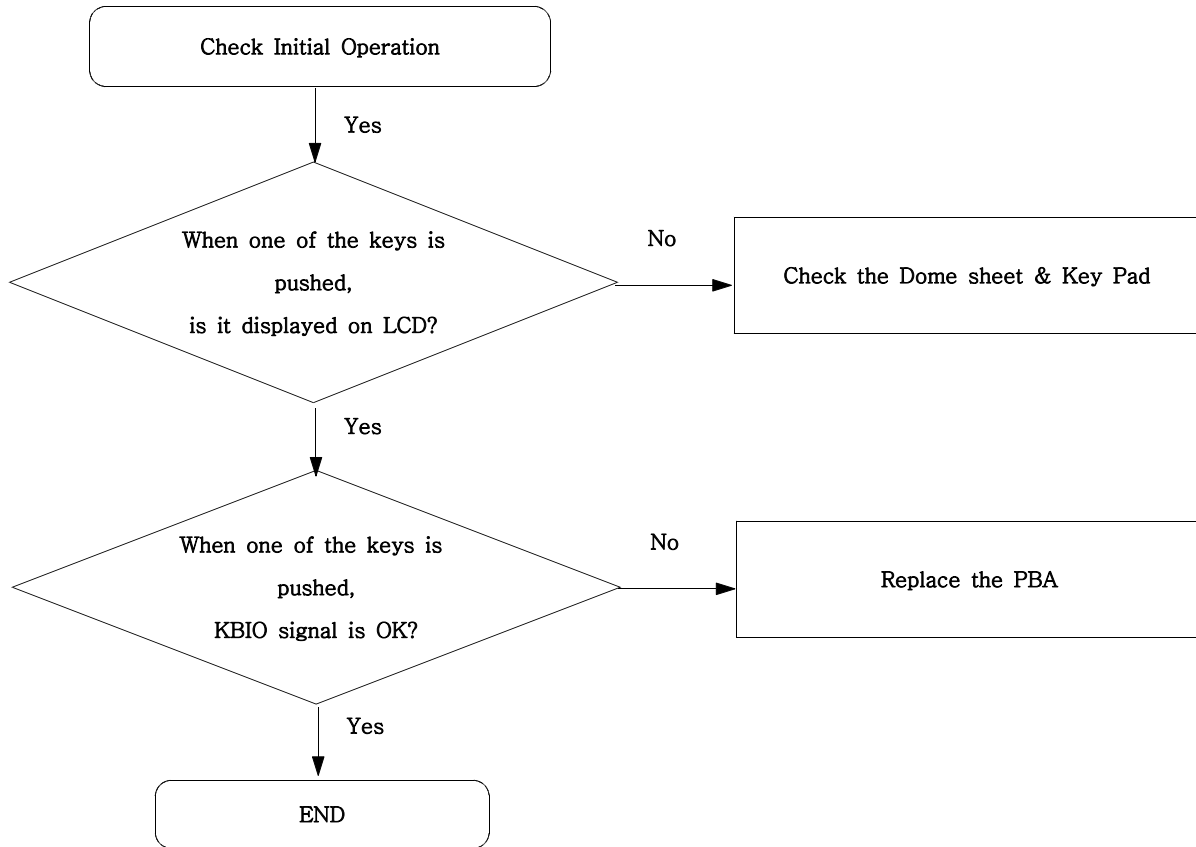 Check Initial Operation
Yes
When one of the keys is
pushed,
is it displayed on LCD?
No
Check the Dome sheet & Key Pad
Yes
When one of the keys is
pushed,
KBIO signal is OK?
No
Replace the PBA
Yes
END